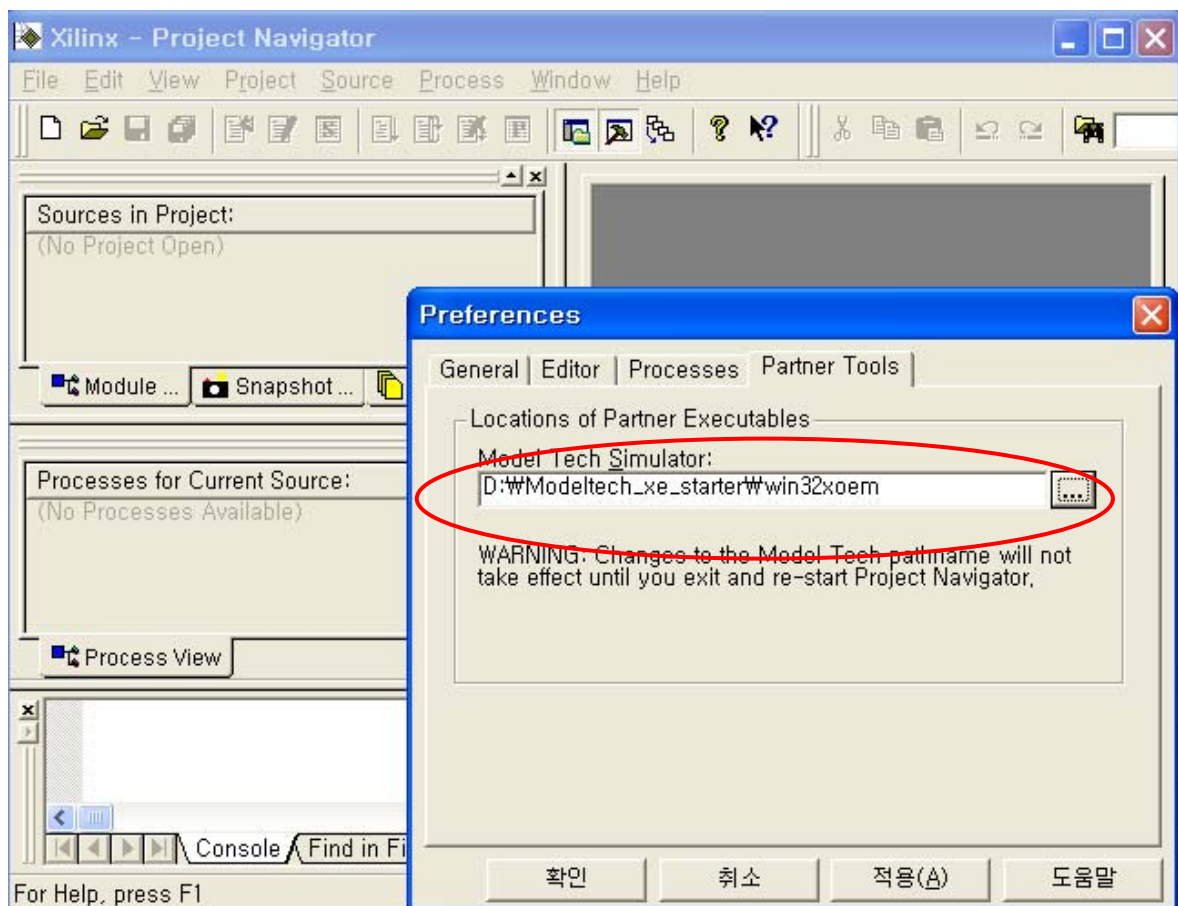 Xilinx - Project Navigator
File Edit View Project Source Process Window Help
Sources in Project:
(No Project Open)
Module ... Snapshot ...
Processes for Current Source:
(No Processes Available)
Process View
Console Find in Fi
For Help, press F1
Preferences
General Editor Processes Partner Tools
Locations of Partner Executables
Model Tech Simulator:
D:₩Modeltech_xe_starter₩win32xoem
...
WARNING: Changes to the Model Tech pathname will not
take effect until you exit and re-start Project Navigator.
확인 취소 적용(A) 도움말